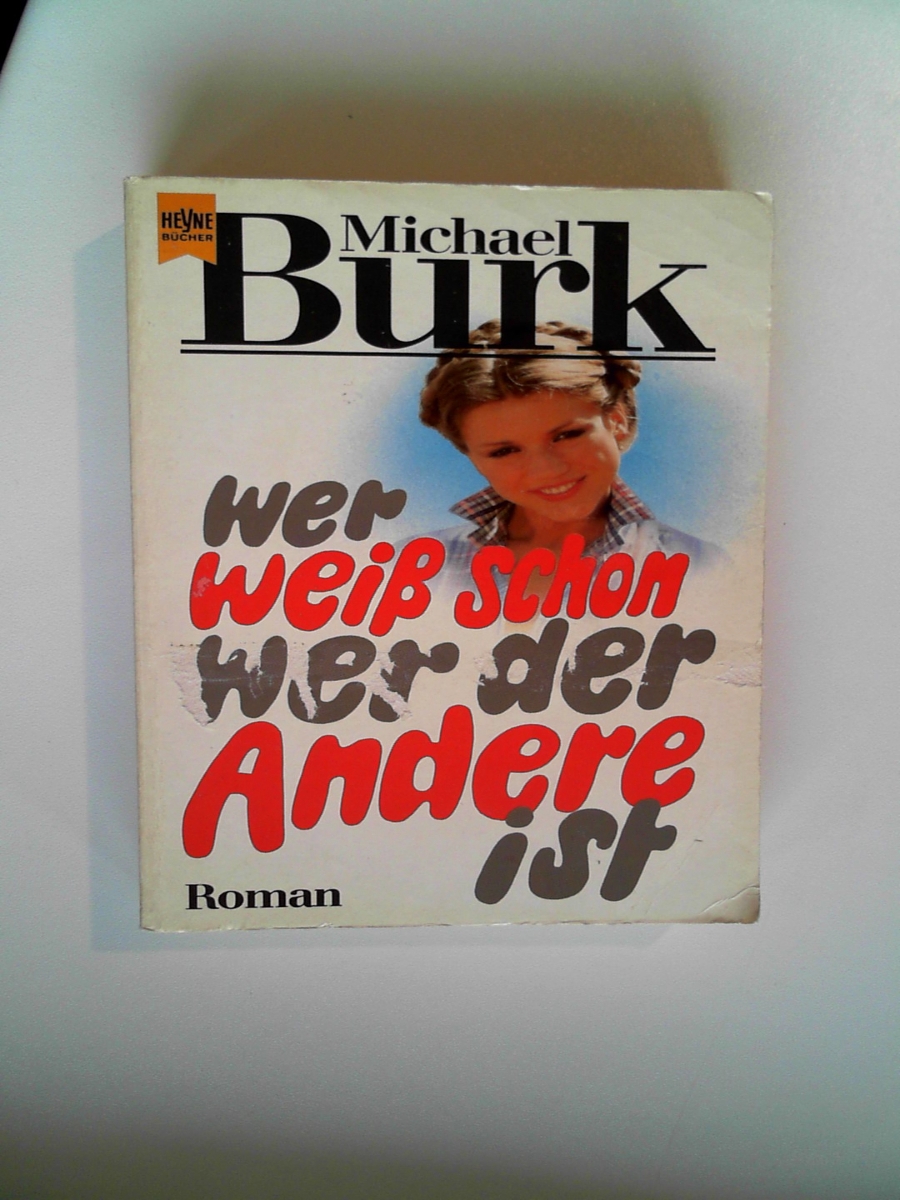 HEYNE
BÜCHER
Michael
Burk
wer
weiß schon
wer der
Andere
ist
Roman